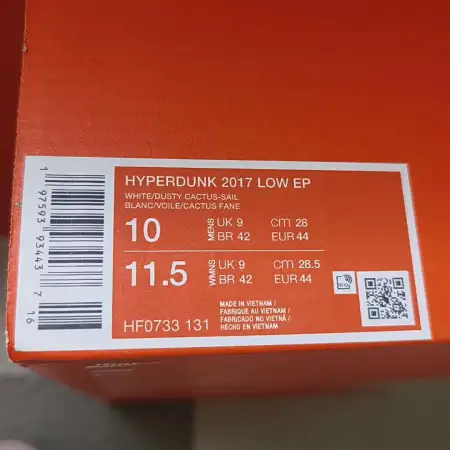 HYPERDUNK 2017 LOW EP
WHITE/DUSTY CACTUS-SAIL
BLANC/VOILE/CACTUS FANE
10 MENS UK 9 cm 28
BR 42 EUR 44
11.5 WMNS UK 9 cm 28.5
BR 42 EUR 44
MADE IN VIETNAM /
FABRIQUE AU VIETNAM /
FABRICADO NO VIETNÃ /
HECHO EN VIETNAM
HF0733 131
1 97593 93443 7 16